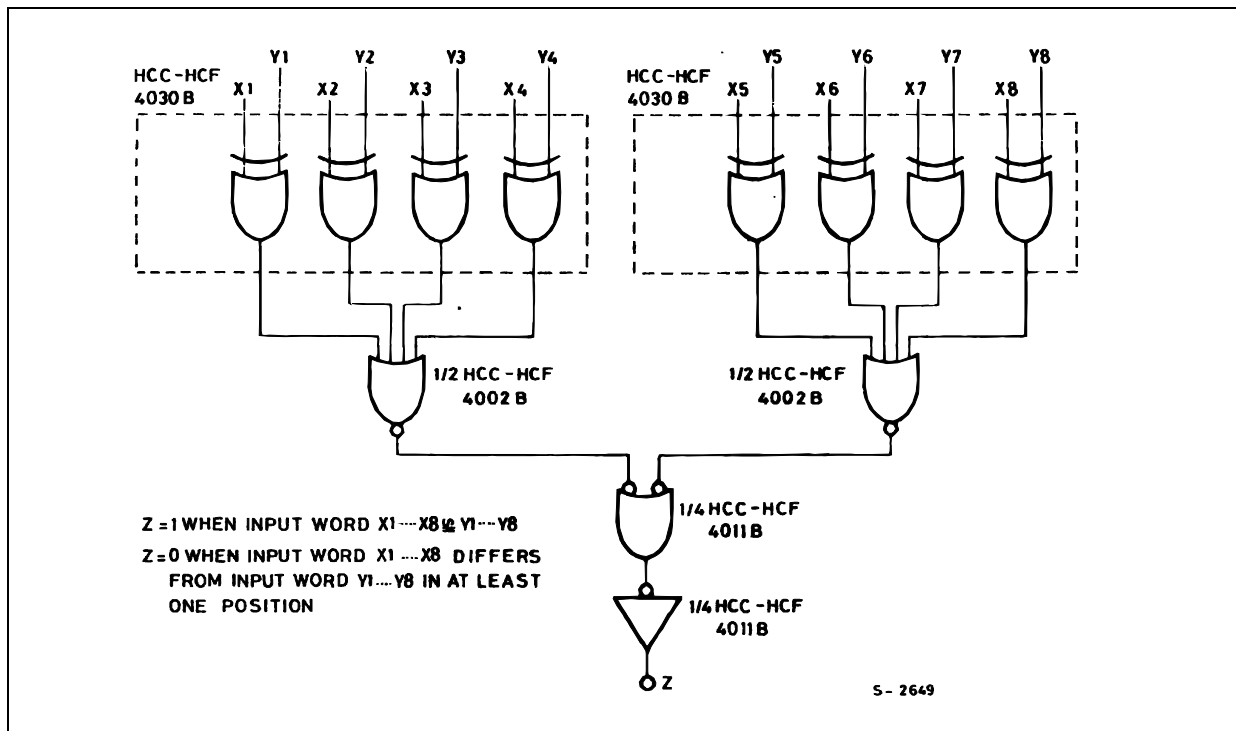 HCC-HCF
4030 B
X1 Y1 X2 Y2 X3 Y3 X4 Y4
HCC-HCF
4030 B
X5 Y5 X6 Y6 X7 Y7 X8 Y8
1/2 HCC-HCF
4002 B
1/2 HCC-HCF
4002 B
1/4 HCC-HCF
4011 B
1/4 HCC-HCF
4011 B
Z
Z = 1 WHEN INPUT WORD X1····X8 Y1····Y8
Z = 0 WHEN INPUT WORD X1····X8 DIFFERS
FROM INPUT WORD Y1····Y8 IN AT LEAST
ONE POSITION
S- 2649